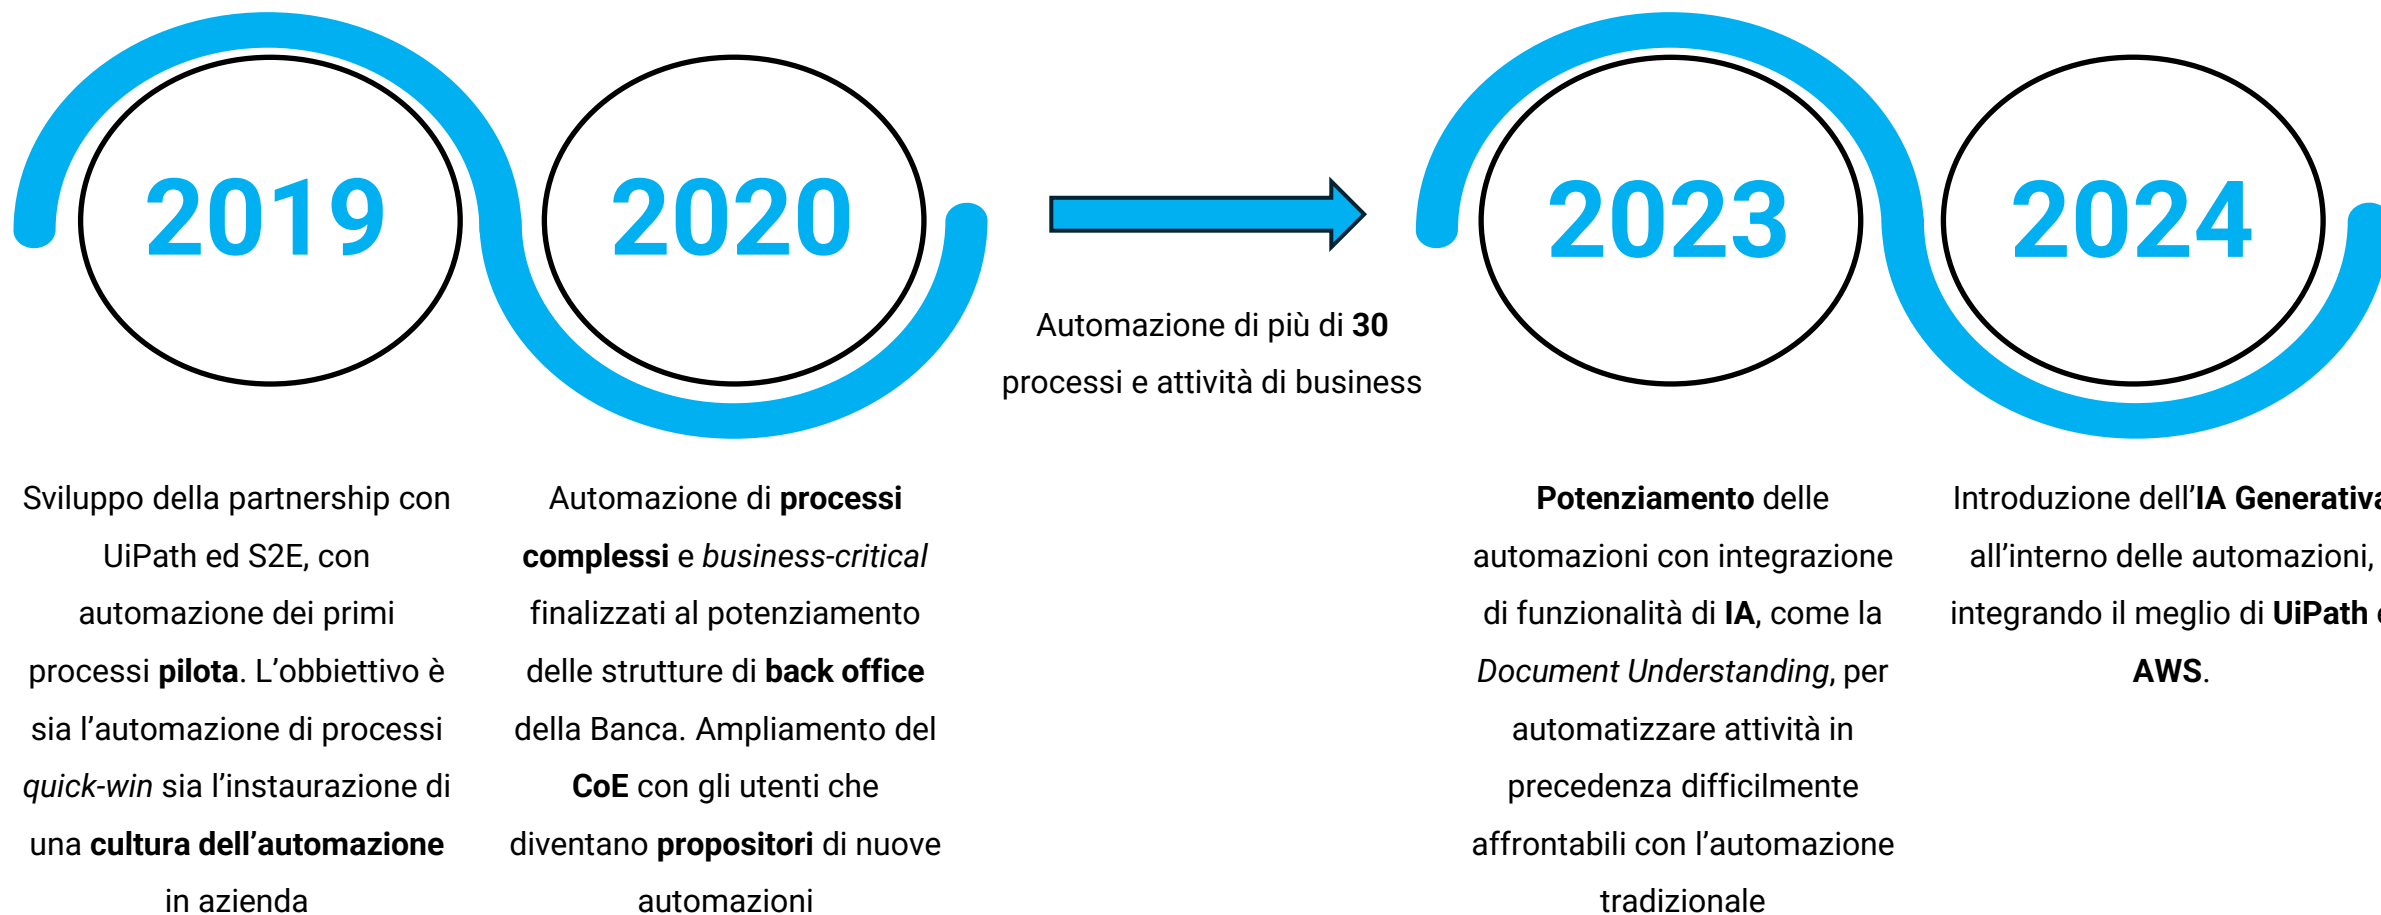 2019
Sviluppo della partnership con
UiPath ed S2E, con
automazione dei primi
processi pilota. L’obbiettivo è
sia l’automazione di processi
quick-win sia l’instaurazione di
una cultura dell’automazione
in azienda
2020
Automazione di processi
complessi e business-critical
finalizzati al potenziamento
delle strutture di back office
della Banca. Ampliamento del
CoE con gli utenti che
diventano propositori di nuove
automazioni
Automazione di più di 30
processi e attività di business
2023
Potenziamento delle
automazioni con integrazione
di funzionalità di IA, come la
Document Understanding, per
automatizzare attività in
precedenza difficilmente
affrontabili con l’automazione
tradizionale
2024
Introduzione dell’IA Generativa
all’interno delle automazioni,
integrando il meglio di UiPath e
AWS.